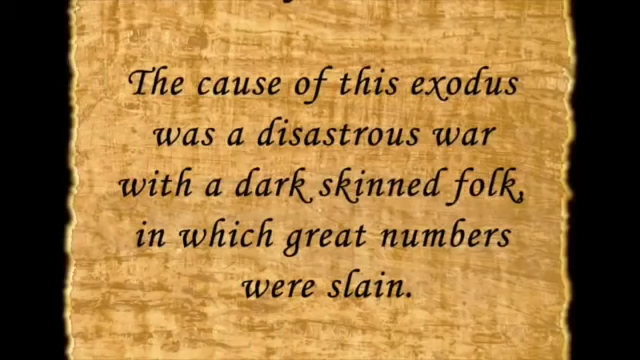 The cause of this exodus
was a disastrous war
with a dark skinned folk,
in which great numbers
were slain.